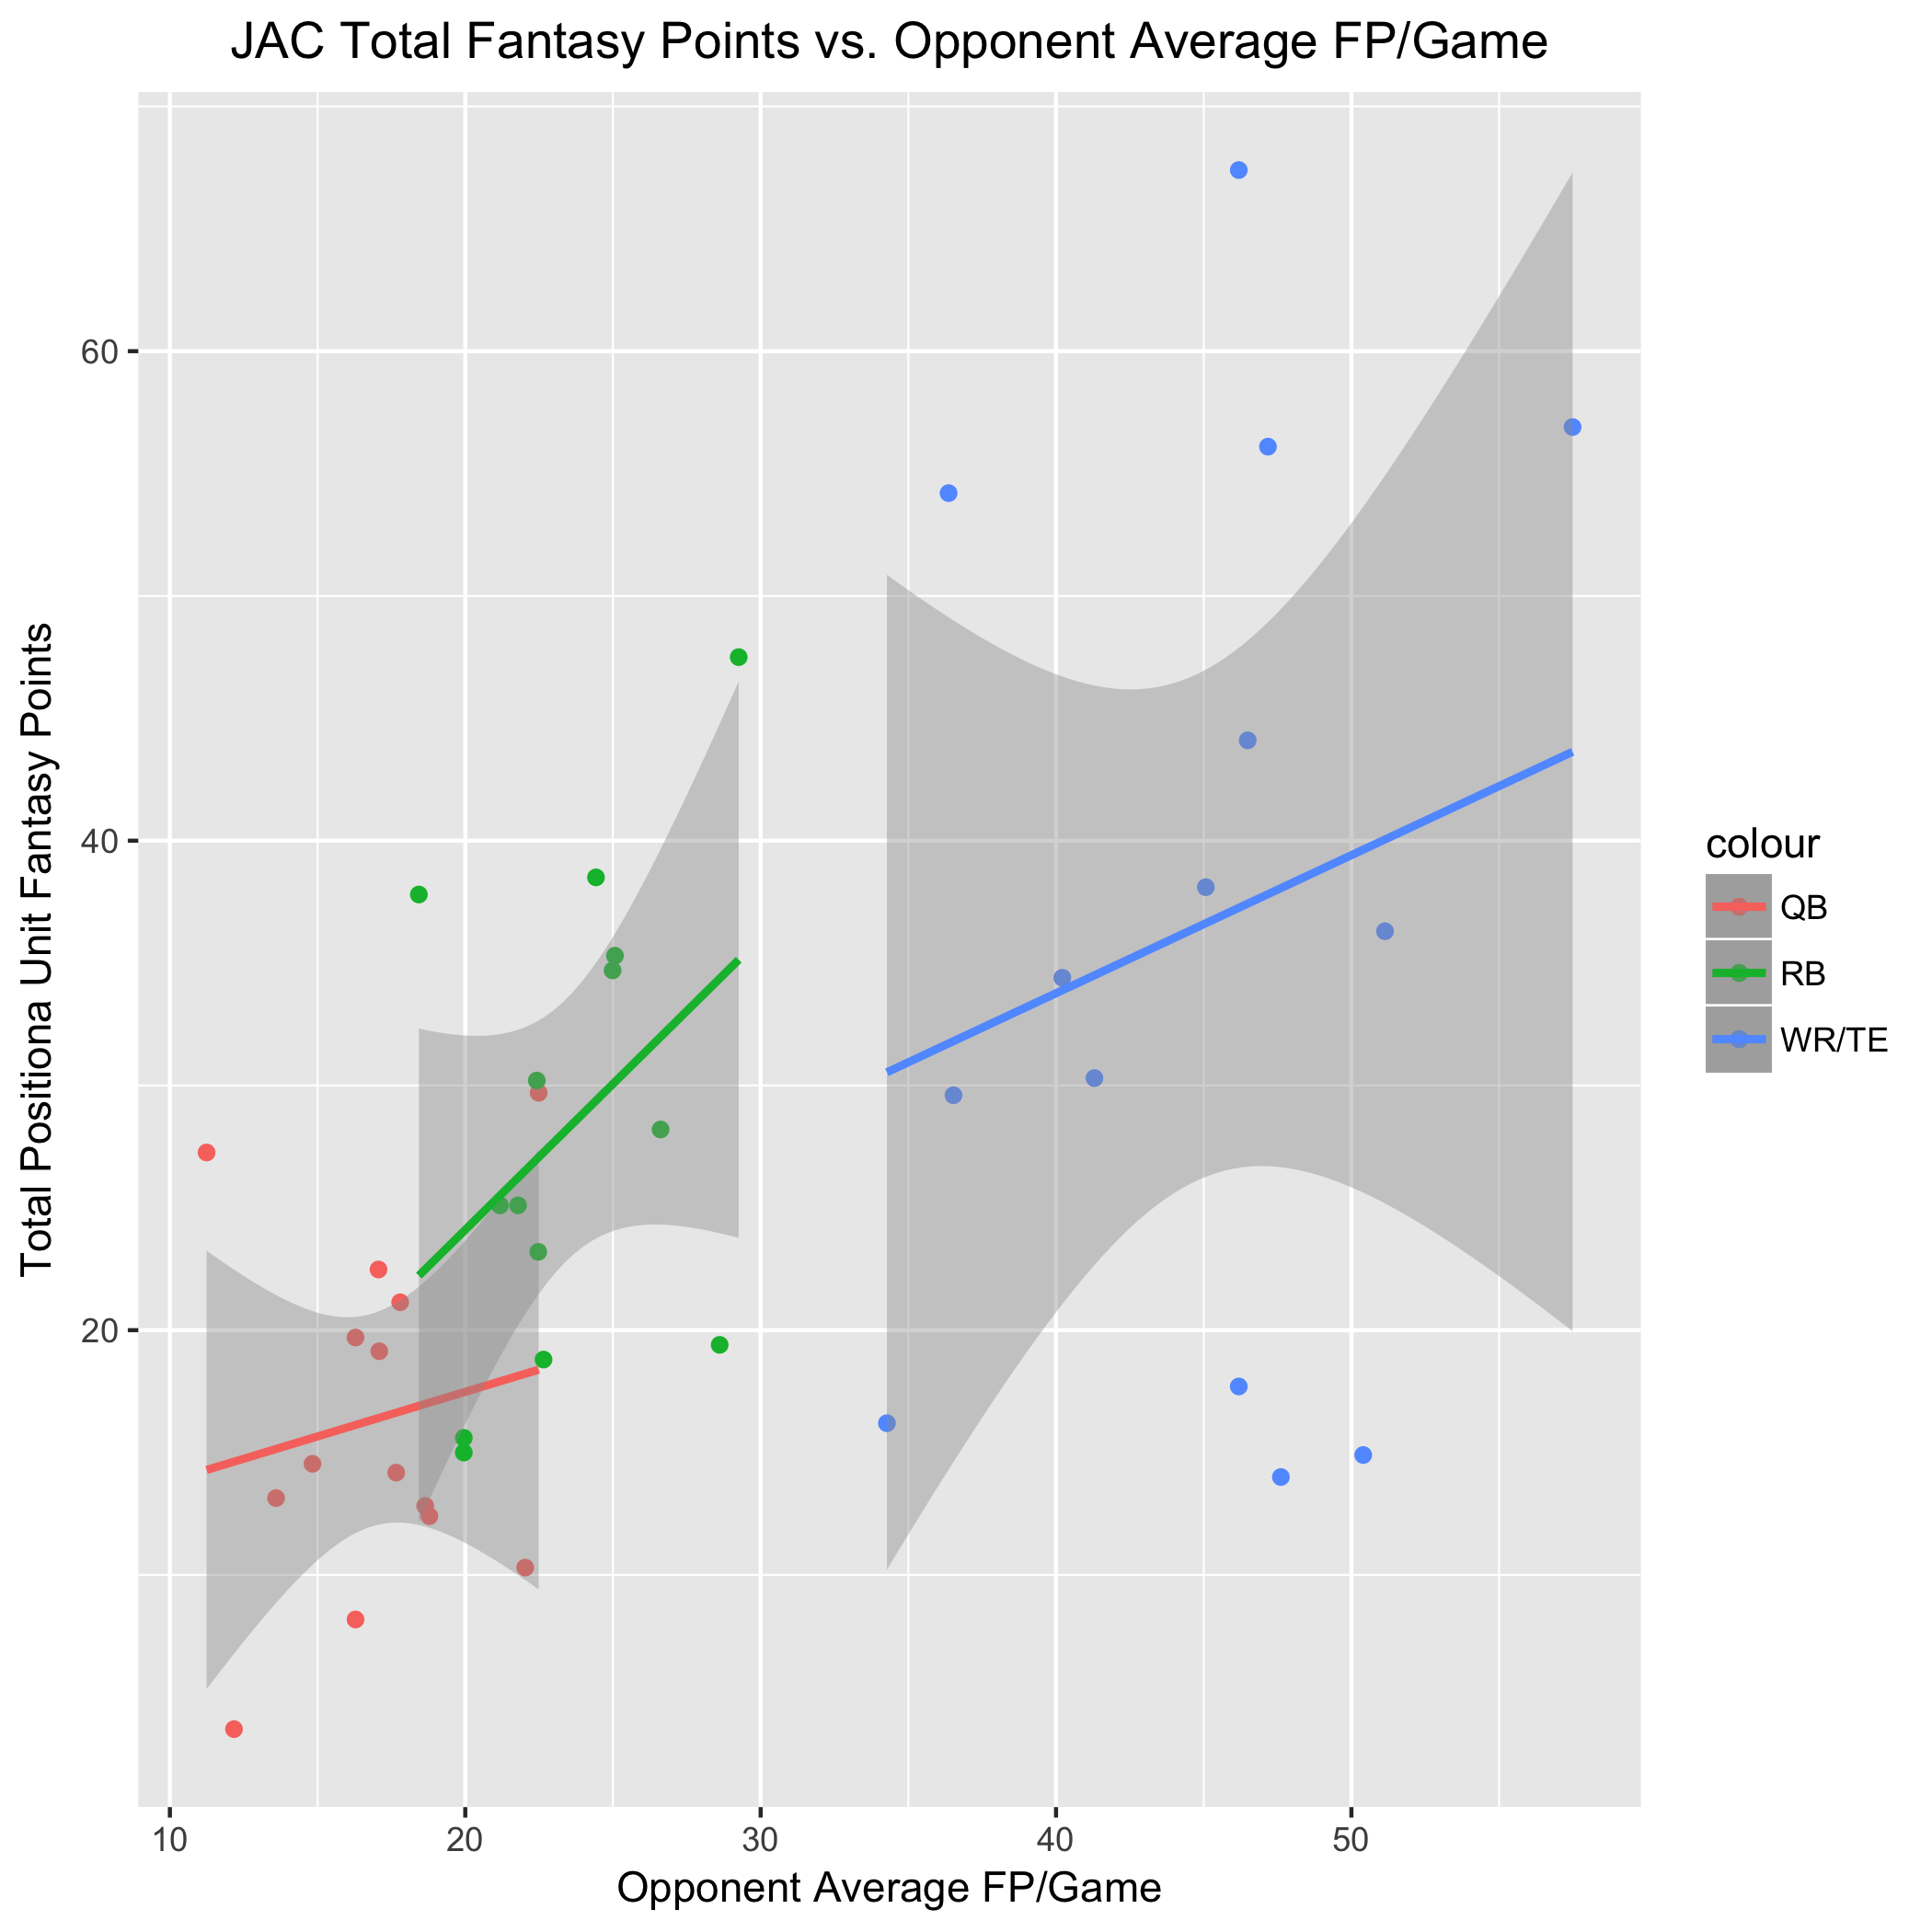 JAC Total Fantasy Points vs. Opponent Average FP/Game
Total Positiona Unit Fantasy Points
60
40
20
10 20 30 40 50
Opponent Average FP/Game
colour
QB
RB
WR/TE